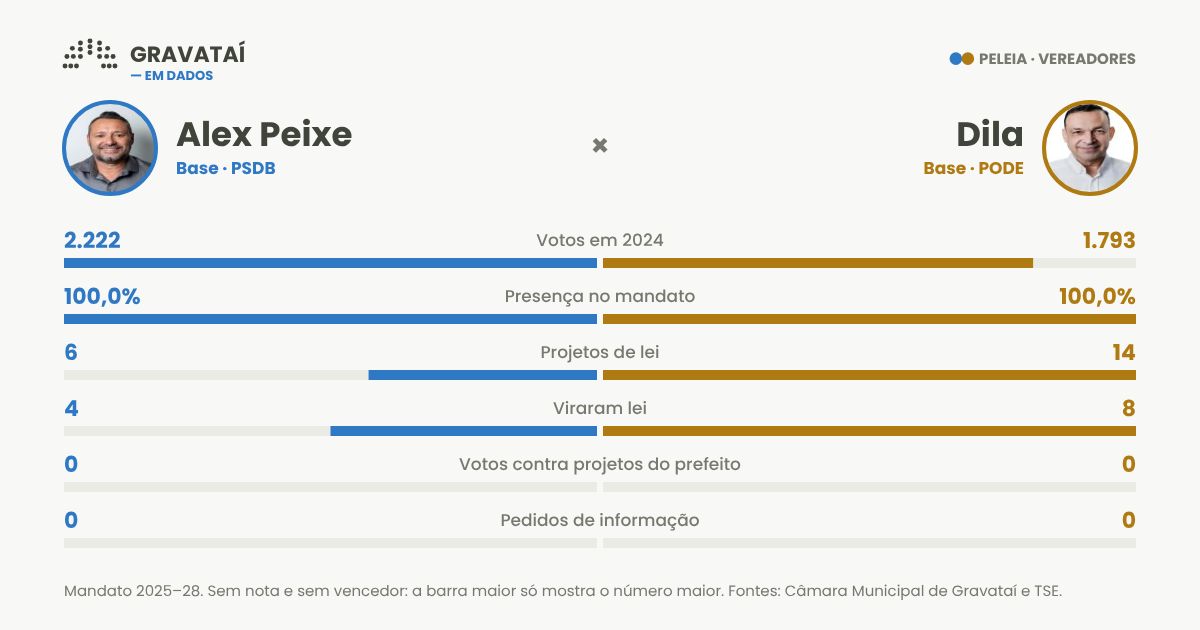 GRAVATAÍ
— EM DADOS
PELEIA · VEREADORES
Alex Peixe
Base · PSDB
×
Dila
Base · PODE
2.222 Votos em 2024 1.793
100,0% Presença no mandato 100,0%
6 Projetos de lei 14
4 Viraram lei 8
0 Votos contra projetos do prefeito 0
0 Pedidos de informação 0
Mandato 2025–28. Sem nota e sem vencedor: a barra maior só mostra o número maior. Fontes: Câmara Municipal de Gravataí e TSE.